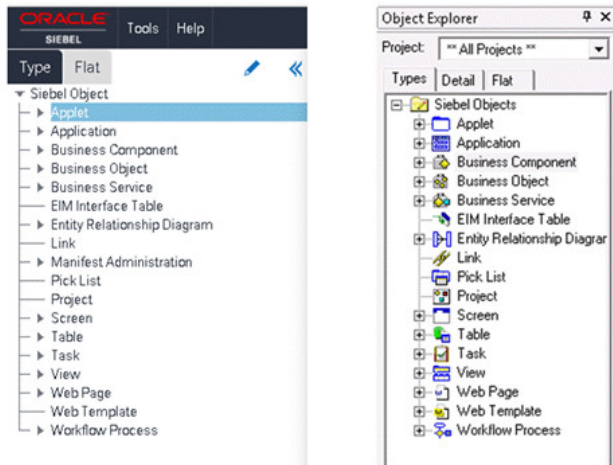 ORACLE
SIEBEL
Tools Help
Type Flat
Siebel Object
Applet
Application
Business Component
Business Object
Business Service
EIM Interface Table
Entity Relationship Diagram
Link
Manifest Administration
Pick List
Project
Screen
Table
Task
View
Web Page
Web Template
Workflow Process
Object Explorer
Project: ** All Projects **
Types Detail Flat
Siebel Objects
Applet
Application
Business Component
Business Object
Business Service
EIM Interface Table
Entity Relationship Diagrar
Link
Pick List
Project
Screen
Table
Task
View
Web Page
Web Template
Workflow Process